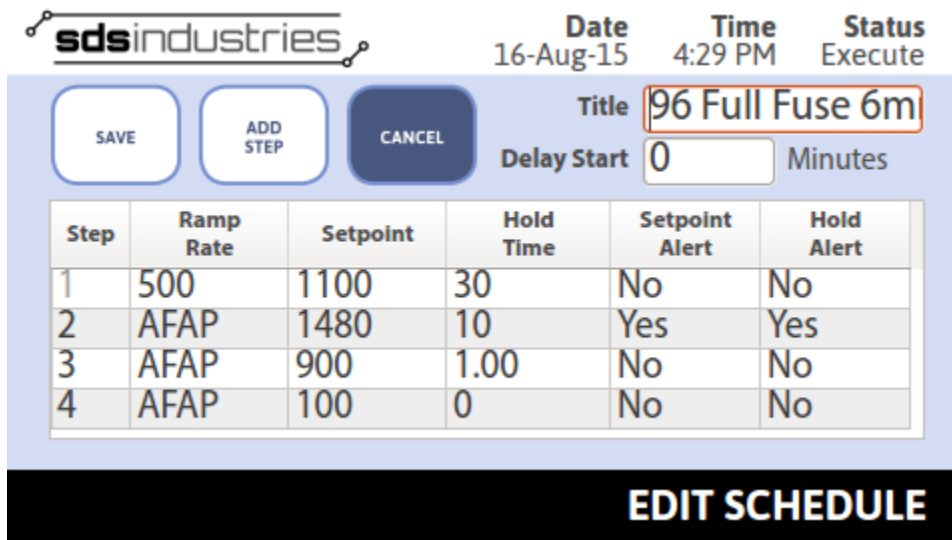 sdsindustries
Date Time Status
16-Aug-15 4:29 PM Execute
SAVE
ADD
STEP
CANCEL
Title 96 Full Fuse 6m
Delay Start 0 Minutes
Step Ramp Rate Setpoint Hold Time Setpoint Alert Hold Alert
1 500 1100 30 No No
2 AFAP 1480 10 Yes Yes
3 AFAP 900 1.00 No No
4 AFAP 100 0 No No
EDIT SCHEDULE